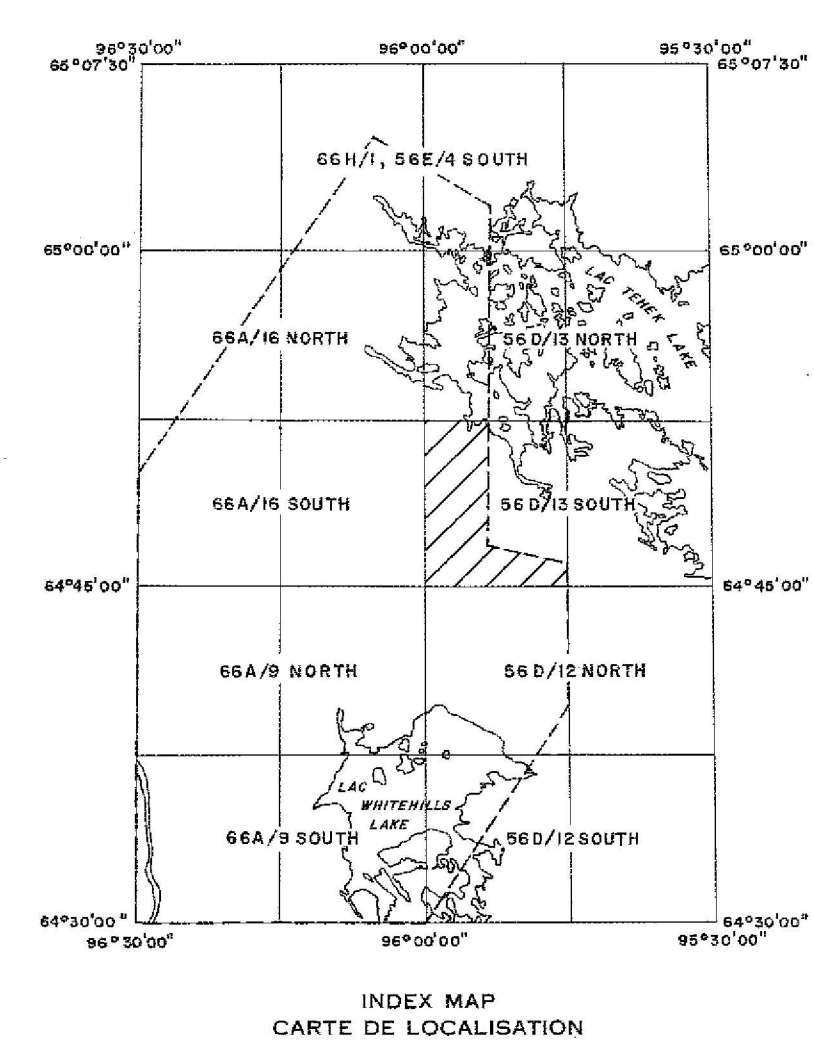 96°30'00" 96°00'00" 95°30'00"
65°07'30" 65°07'30"
66H/1, 56E/4 SOUTH
65°00'00" 65°00'00"
LAC TEHEK LAKE
66A/16 NORTH 56D/13 NORTH
66A/16 SOUTH 56D/13 SOUTH
64°45'00" 64°45'00"
66A/9 NORTH 56D/12 NORTH
LAC
WHITEHILLS
LAKE
66A/9 SOUTH 56D/12 SOUTH
64°30'00" 64°30'00"
96°30'00" 96°00'00" 95°30'00"
INDEX MAP
CARTE DE LOCALISATION